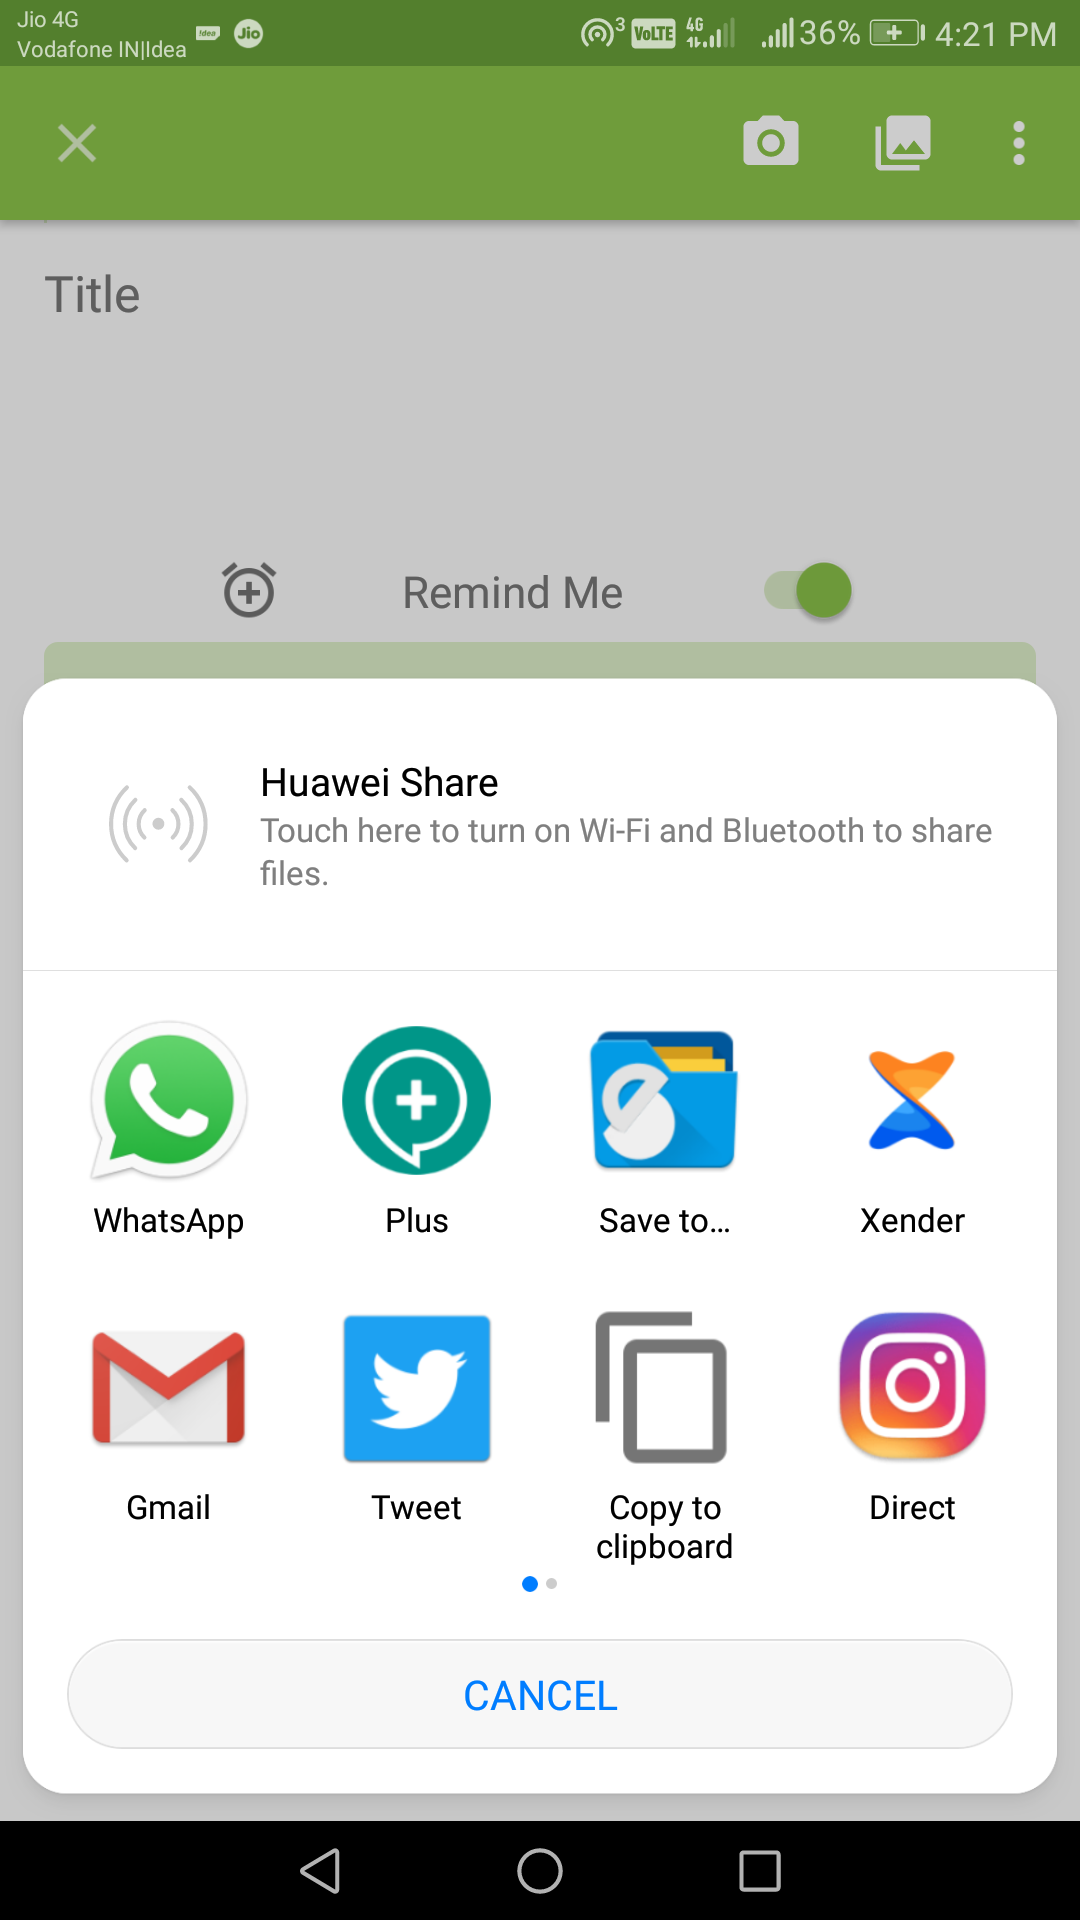 Jio 4G
Vodafone IN|Idea
Idea
Jio
3
VoLTE
4G
36%
4:21 PM
Title
Remind Me
Huawei Share
Touch here to turn on Wi-Fi and Bluetooth to share
files.
WhatsApp
Plus
Save to...
Xender
Gmail
Tweet
Copy to
clipboard
Direct
CANCEL